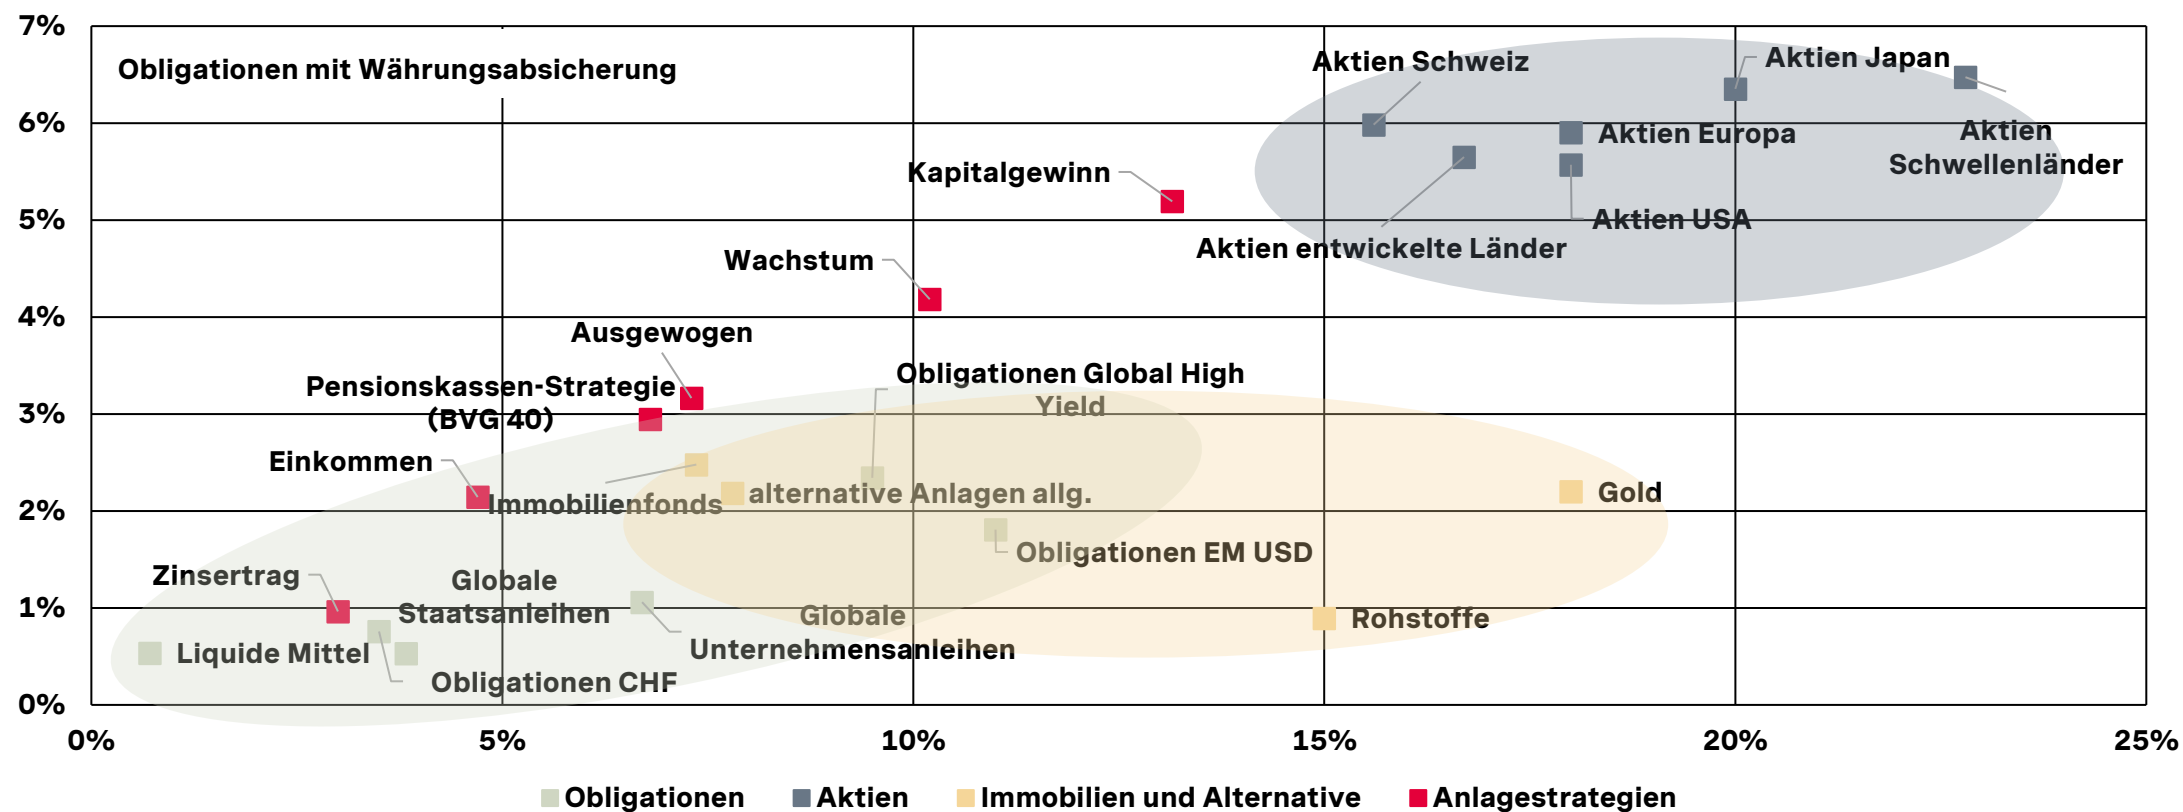 7%
Obligationen mit Währungsabsicherung
Aktien Schweiz
Aktien Japan
6%
Aktien Europa
Aktien
Schwellenländer
Kapitalgewinn
5%
Aktien USA
Aktien entwickelte Länder
Wachstum
4%
Ausgewogen
Obligationen Global High
Yield
Pensionskassen-Strategie
(BVG 40)
3%
Einkommen
Immobilienfonds
alternative Anlagen allg.
Gold
2%
Obligationen EM USD
Zinsertrag
Globale
Staatsanleihen
1%
Globale
Unternehmensanleihen
Rohstoffe
Liquide Mittel
Obligationen CHF
0%
0%
5%
10%
15%
20%
25%
Obligationen
Aktien
Immobilien und Alternative
Anlagestrategien